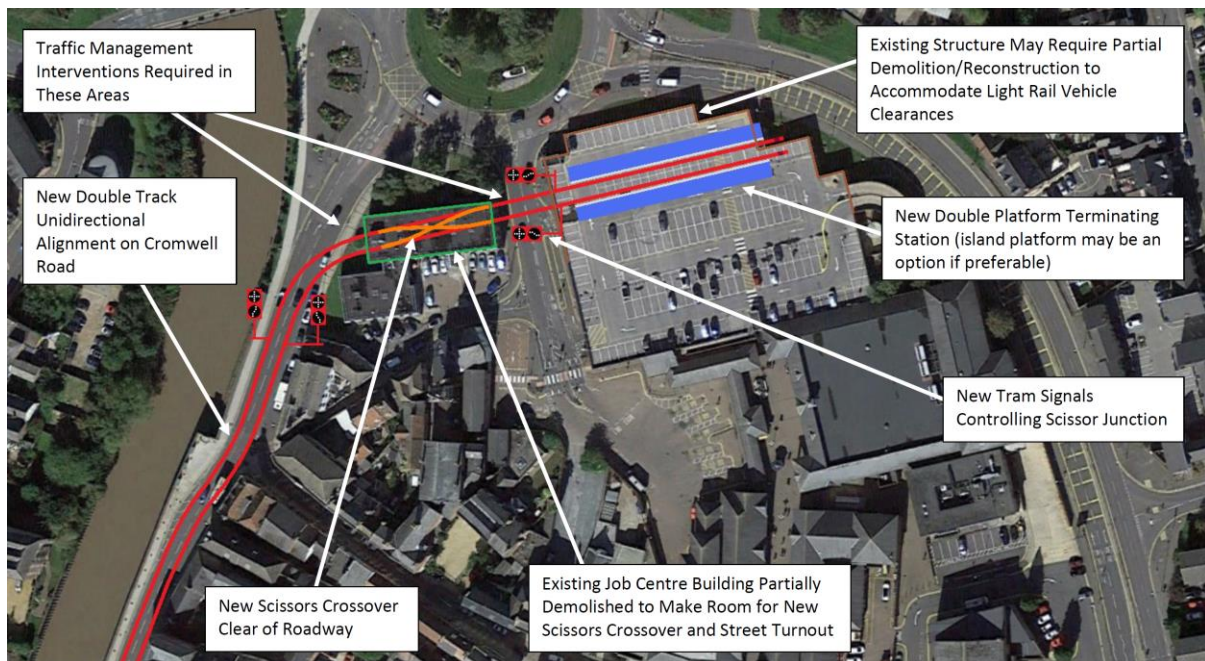 Traffic Management
Interventions Required in
These Areas
Existing Structure May Require Partial
Demolition/Reconstruction to
Accommodate Light Rail Vehicle
Clearances
New Double Track
Unidirectional
Alignment on Cromwell
Road
New Double Platform Terminating
Station (island platform may be an
option if preferable)
New Tram Signals
Controlling Scissor Junction
New Scissors Crossover
Clear of Roadway
Existing Job Centre Building Partially
Demolished to Make Room for New
Scissors Crossover and Street Turnout